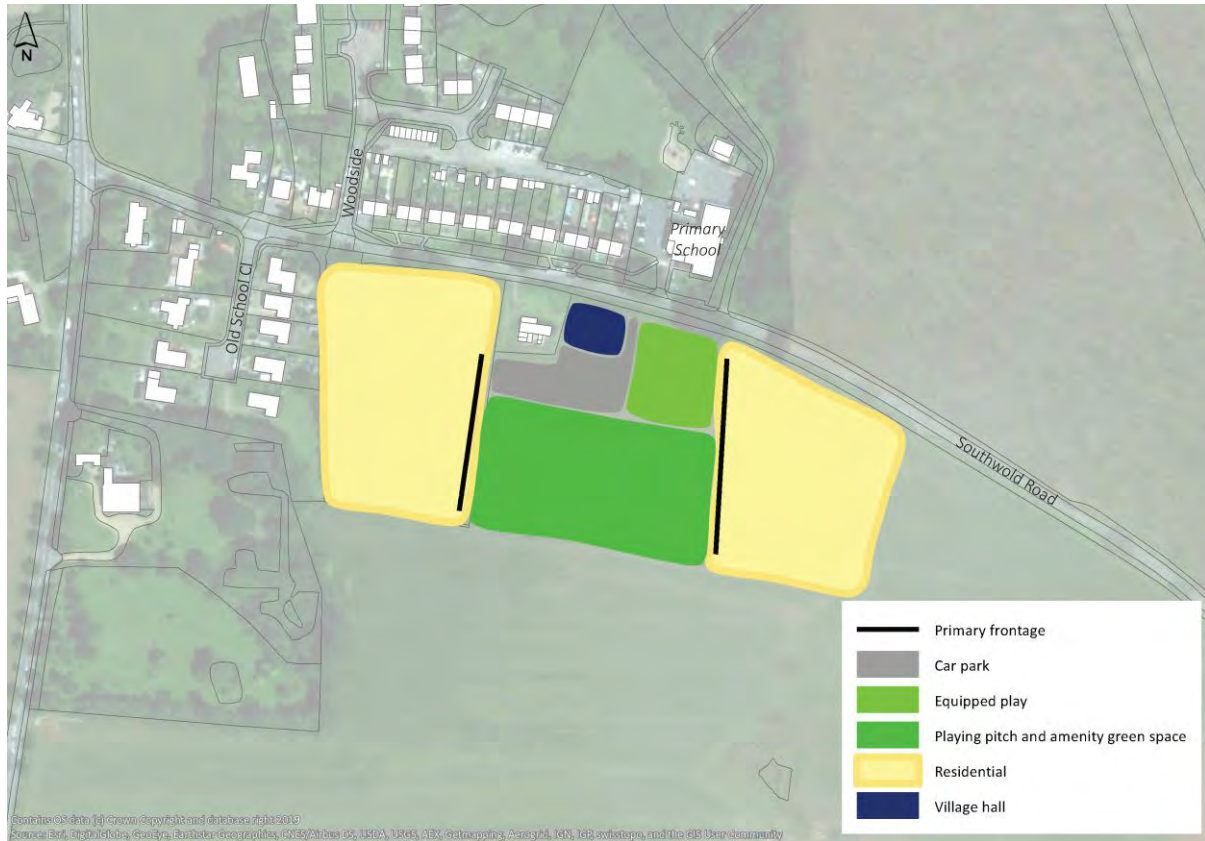 N
Woodside
Old School Cl
Primary
School
Southwold Road
Primary frontage
Car park
Equipped play
Playing pitch and amenity green space
Residential
Village hall
Contains OS data (c) Crown Copyright and database right 2019
Source: Esri, DigitalGlobe, GeoEye, Earthstar Geographics, CNES/Airbus DS, USDA, USGS, AEX, Getmapping, Aerogrid, IGN, IGP, swisstopo, and the GIS User Community